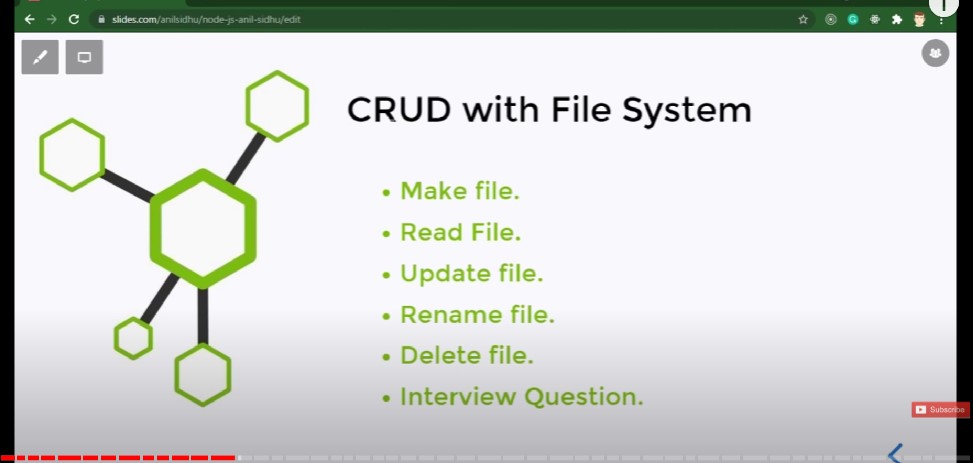 slides.com/anilsidhu/node-js-anil-sidhu/edit
CRUD with File System
• Make file.
• Read File.
• Update file.
• Rename file.
• Delete file.
• Interview Question.
Subscribe